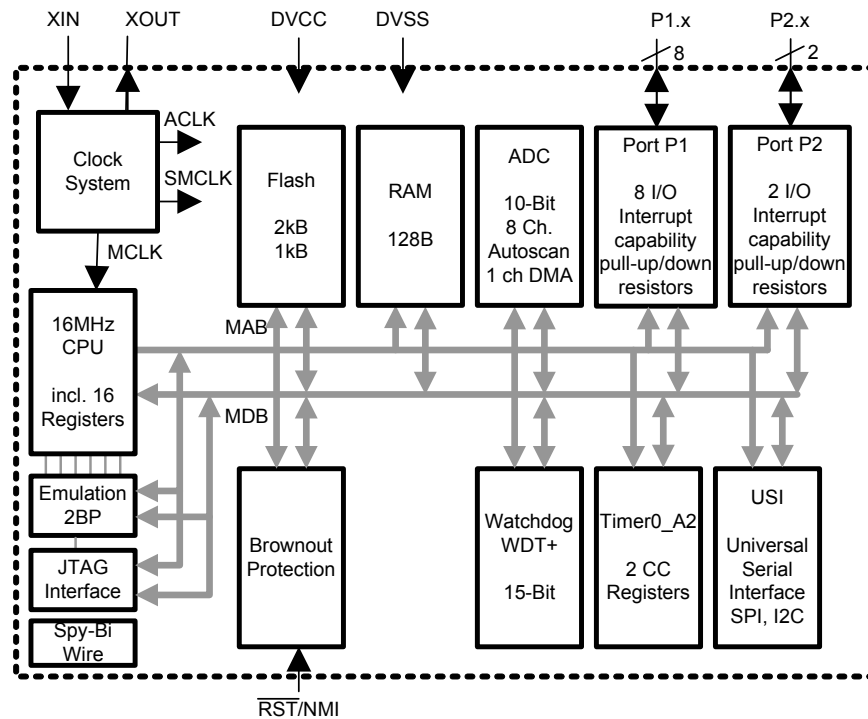 XIN
XOUT
DVCC
DVSS
P1.x
P2.x
8
2
ACLK
SMCLK
MCLK
Clock
System
Flash
2kB
1kB
RAM
128B
ADC
10-Bit
8 Ch.
Autoscan
1 ch DMA
Port P1
8 I/O
Interrupt
capability
pull-up/down
resistors
Port P2
2 I/O
Interrupt
capability
pull-up/down
resistors
16MHz
CPU
incl. 16
Registers
MAB
MDB
Emulation
2BP
JTAG
Interface
Spy-Bi
Wire
Brownout
Protection
Watchdog
WDT+
15-Bit
Timer0_A2
2 CC
Registers
USI
Universal
Serial
Interface
SPI, I2C
RST/NMI